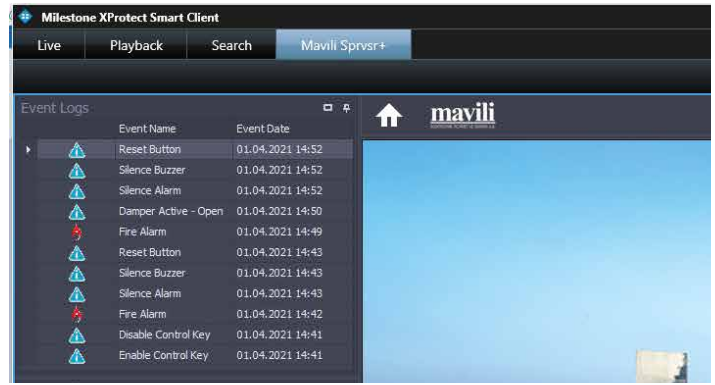 Milestone XProtect Smart Client
Live Playback Search Mavili Sprvsr+
Event Logs
mavili
Event Name Event Date
Reset Button 01.04.2021 14:52
Silence Buzzer 01.04.2021 14:52
Silence Alarm 01.04.2021 14:52
Damper Active - Open 01.04.2021 14:50
Fire Alarm 01.04.2021 14:49
Reset Button 01.04.2021 14:43
Silence Buzzer 01.04.2021 14:43
Silence Alarm 01.04.2021 14:43
Fire Alarm 01.04.2021 14:42
Disable Control Key 01.04.2021 14:41
Enable Control Key 01.04.2021 14:41